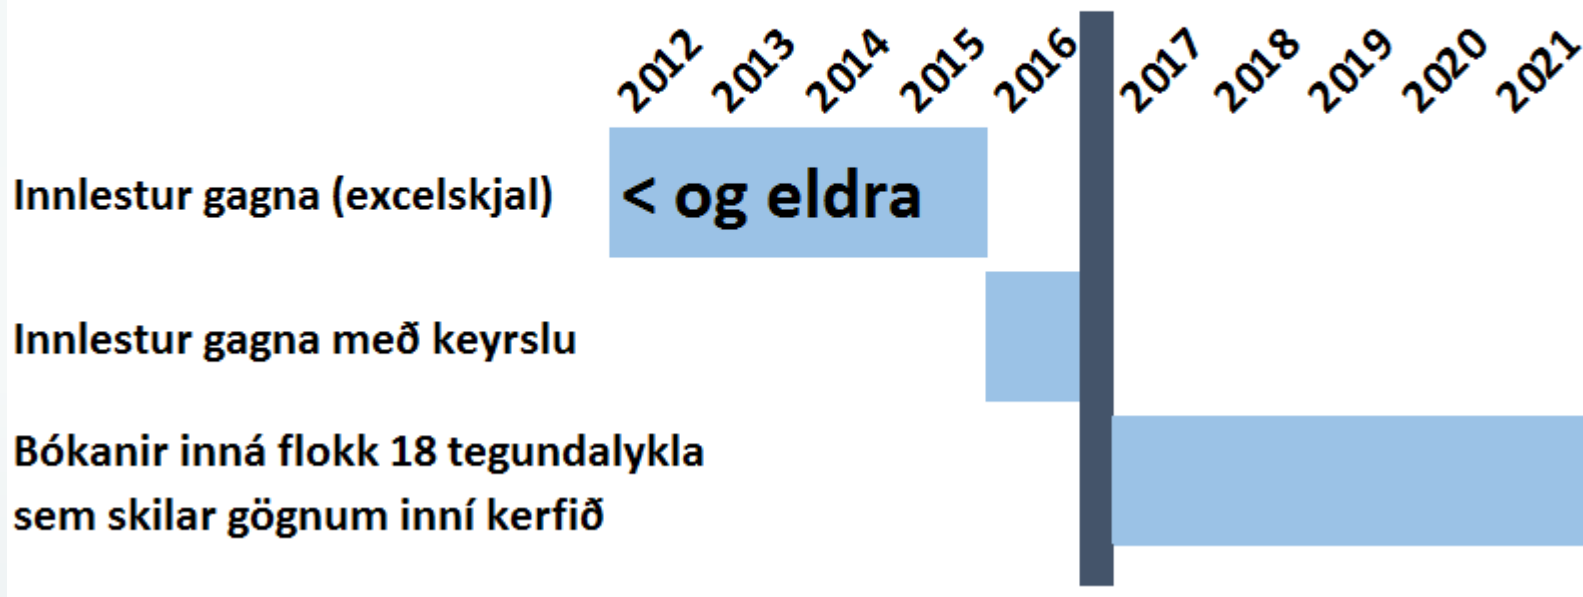 2012 2013 2014 2015 2016 2017 2018 2019 2020 2021
Innlestur gagna (excelskjal) < og eldra
Innlestur gagna með keyrslu
Bókanir inná flokk 18 tegundalykla
sem skilar gögnum inní kerfið